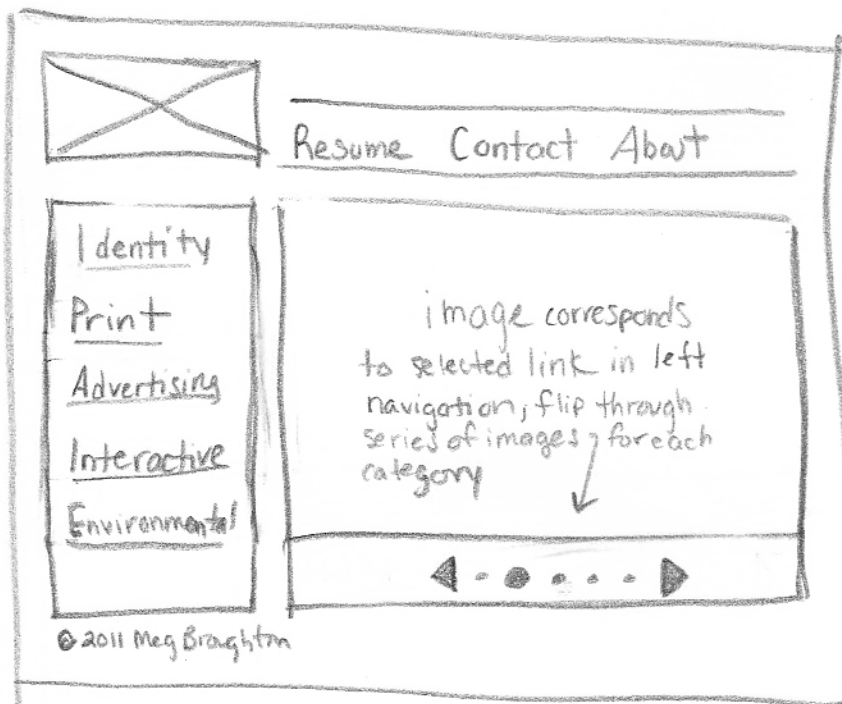 Resume Contact About
Identity
Print
Advertising
Interactive
Environmental
image corresponds
to selected link in left
navigation, flip through
series of images, for each
category
© 2011 Meg Broughton